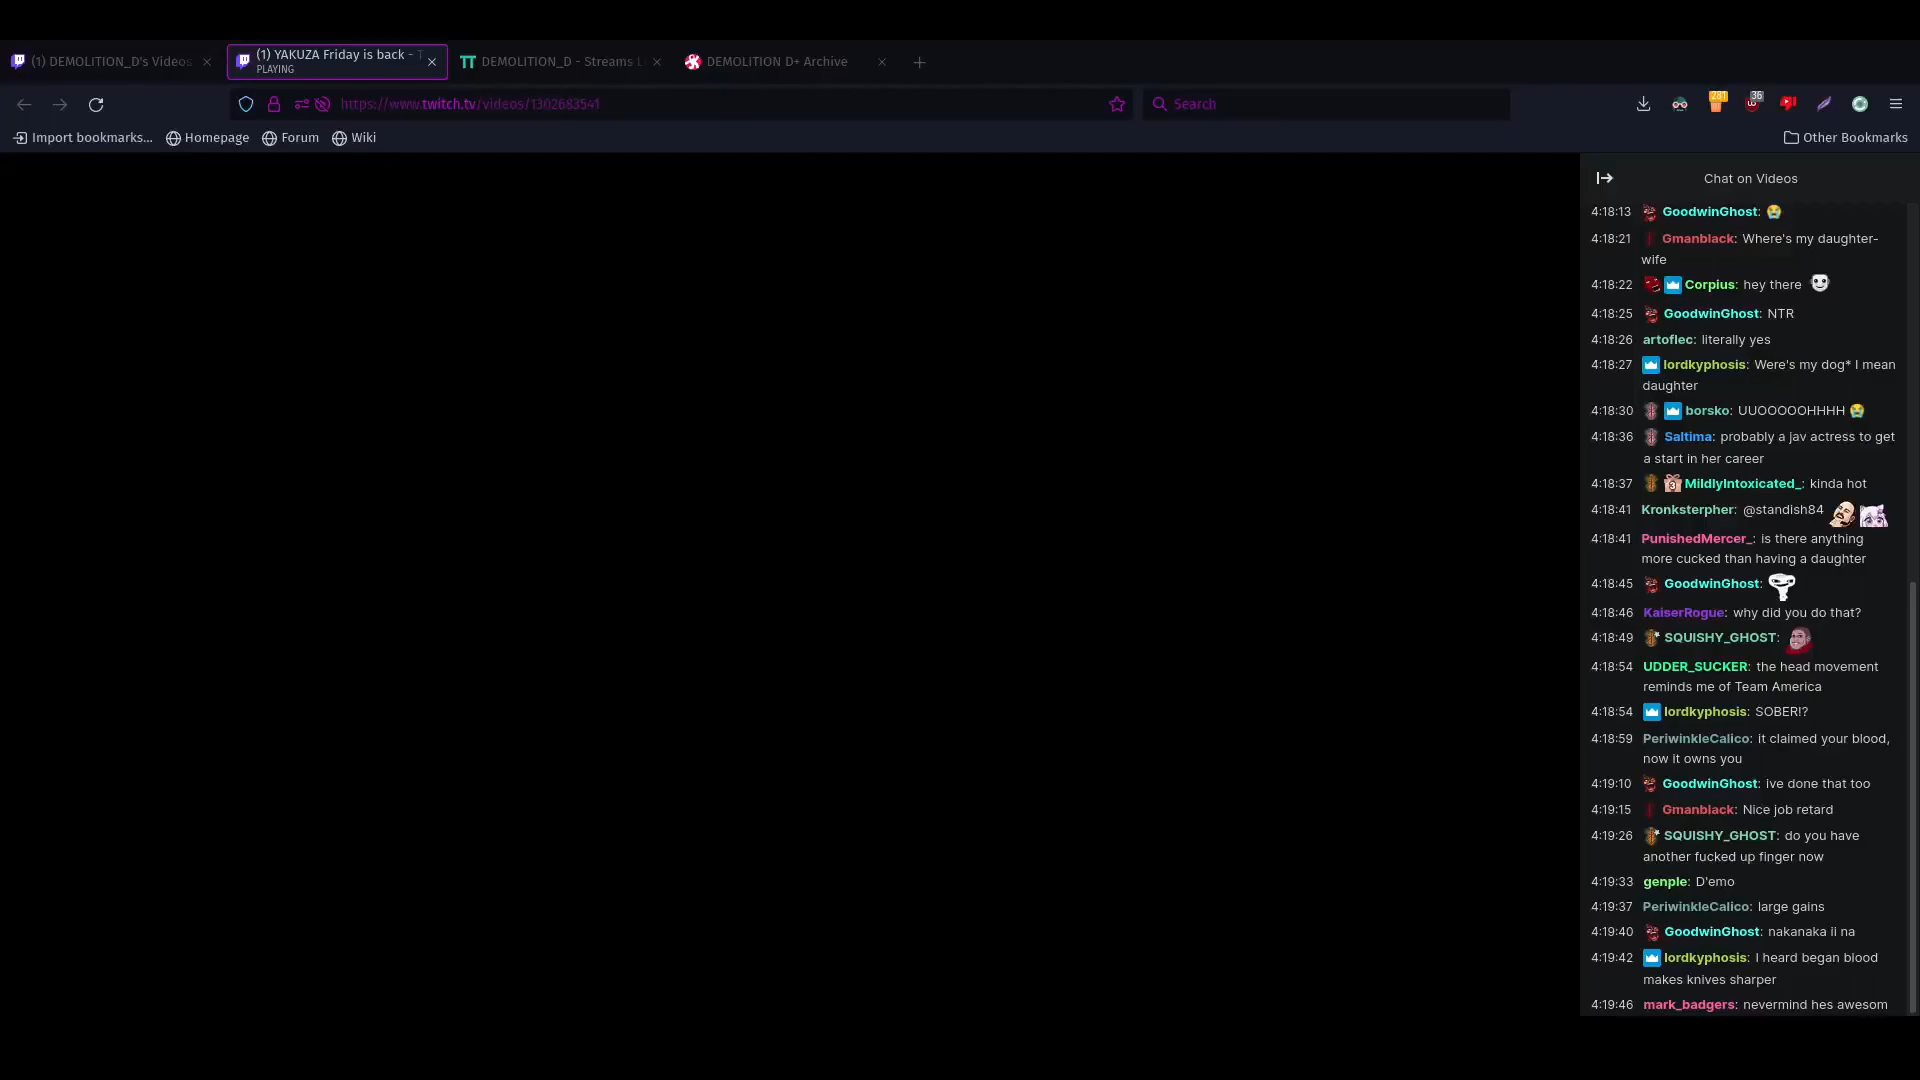 (1) DEMOLITION_D's Videos
(1) YAKUZA Friday is back - T
PLAYING
DEMOLITION_D - Streams L
DEMOLITION D+ Archive
https://www.twitch.tv/videos/1302683541
Search
281
36
Import bookmarks...
Homepage
Forum
Wiki
Other Bookmarks
Chat on Videos
4:18:13 GoodwinGhost:
4:18:21 Gmanblack: Where's my daughter-
wife
4:18:22 Corpius: hey there
4:18:25 GoodwinGhost: NTR
4:18:26 artoflec: literally yes
4:18:27 lordkyphosis: Were's my dog* I mean
daughter
4:18:30 borsko: UUOOOOOHHHH
4:18:36 Saltima: probably a jav actress to get
a start in her career
4:18:37 3 MildlyIntoxicated_: kinda hot
4:18:41 Kronksterpher: @standish84
4:18:41 PunishedMercer_: is there anything
more cucked than having a daughter
4:18:45 GoodwinGhost:
4:18:46 KaiserRogue: why did you do that?
4:18:49 SQUISHY_GHOST:
4:18:54 UDDER_SUCKER: the head movement
reminds me of Team America
4:18:54 lordkyphosis: SOBER!?
4:18:59 PeriwinkleCalico: it claimed your blood,
now it owns you
4:19:10 GoodwinGhost: ive done that too
4:19:15 Gmanblack: Nice job retard
4:19:26 SQUISHY_GHOST: do you have
another fucked up finger now
4:19:33 genple: D'emo
4:19:37 PeriwinkleCalico: large gains
4:19:40 GoodwinGhost: nakanaka ii na
4:19:42 lordkyphosis: I heard began blood
makes knives sharper
4:19:46 mark_badgers: nevermind hes awesom